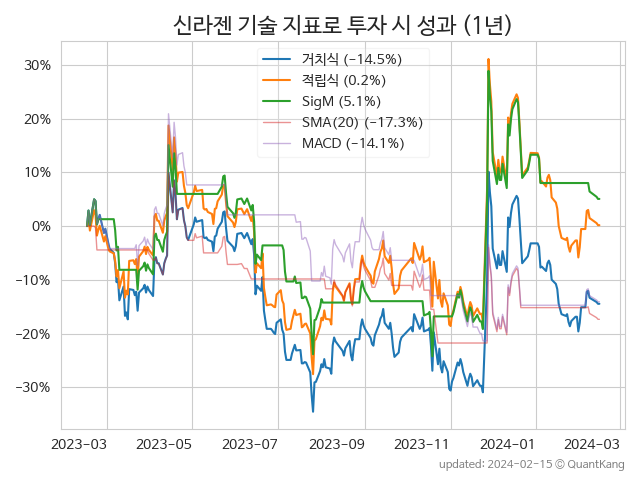 신라젠 기술 지표로 투자 시 성과 (1년)
거치식 (−14.5%)
적립식 (0.2%)
SigM (5.1%)
SMA(20) (−17.3%)
MACD (−14.1%)
30%
20%
10%
0%
−10%
−20%
−30%
2023-03 2023-05 2023-07 2023-09 2023-11 2024-01 2024-03
updated: 2024-02-15 © QuantKang